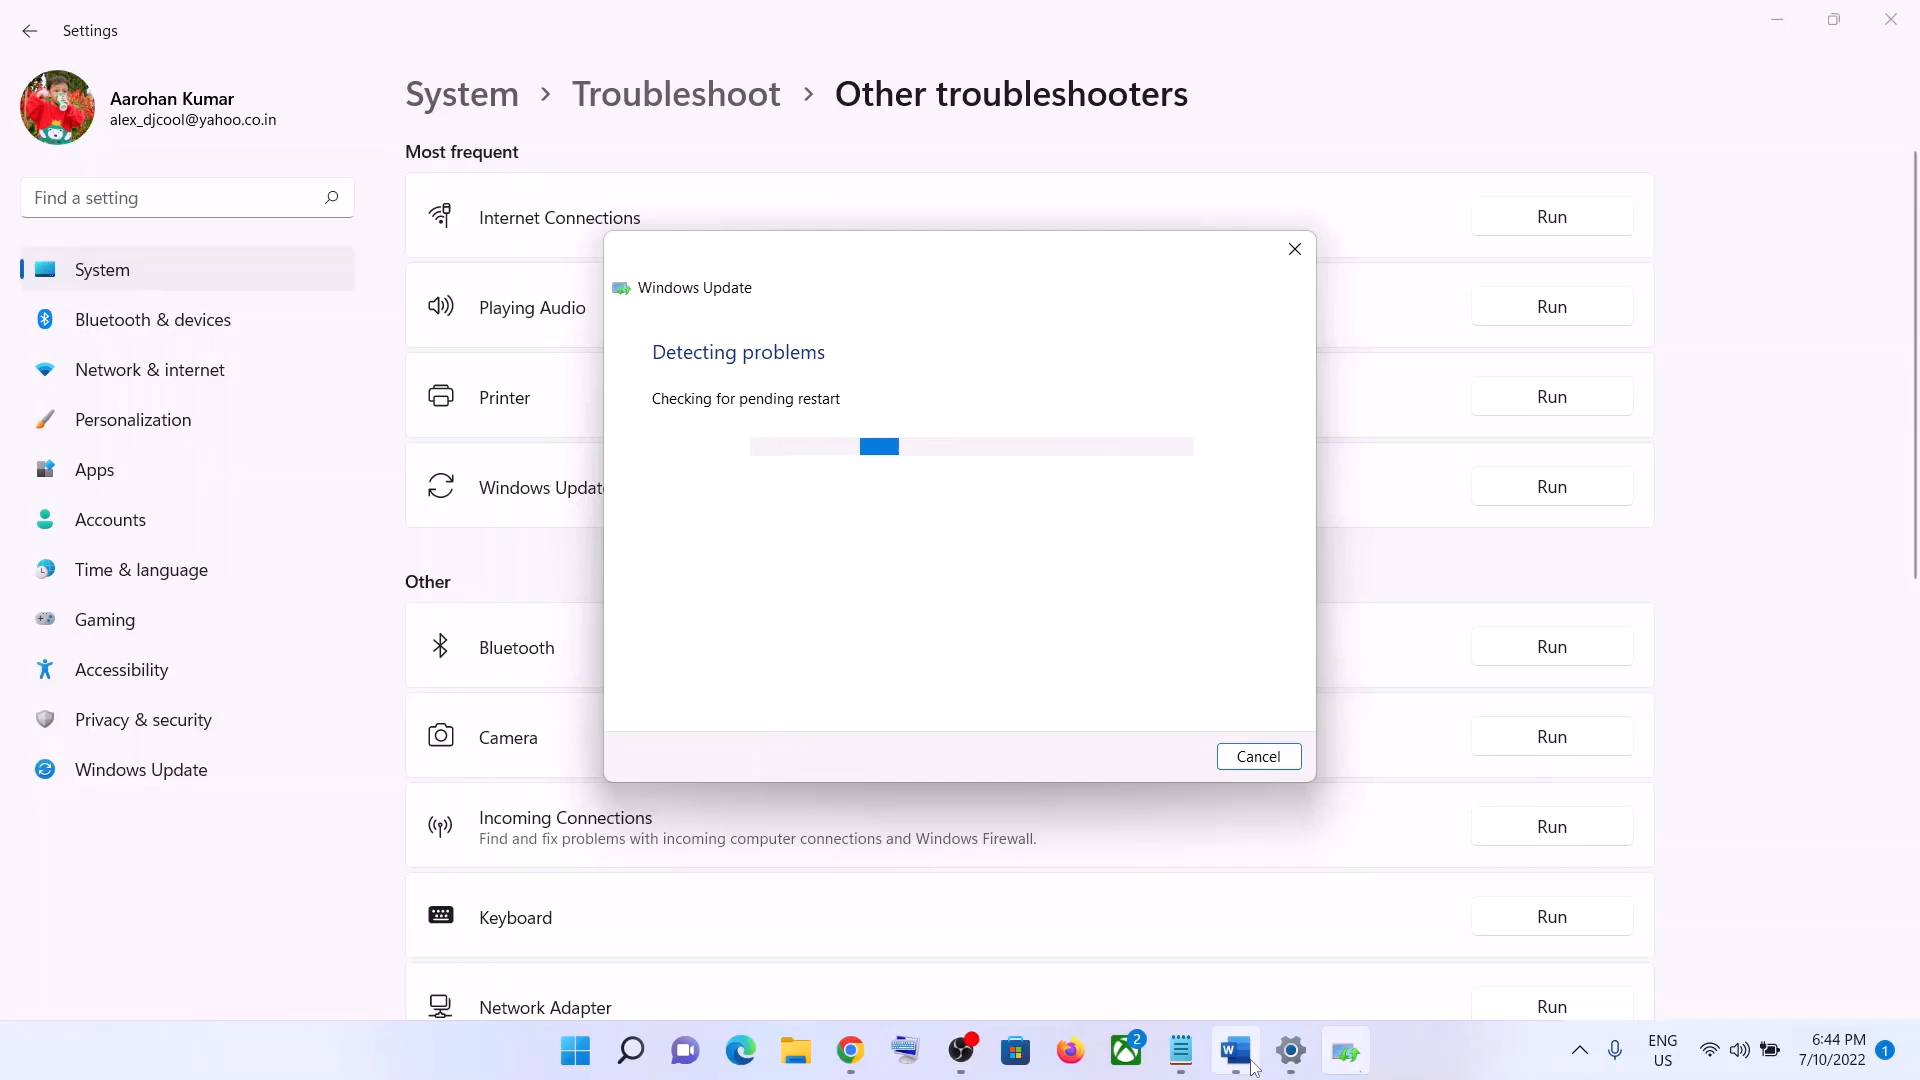 Settings
Aarohan Kumar
alex_djcool@yahoo.co.in
Find a setting
System
Bluetooth & devices
Network & internet
Personalization
Apps
Accounts
Time & language
Gaming
Accessibility
Privacy & security
Windows Update
System > Troubleshoot > Other troubleshooters
Most frequent
Internet Connections Run
Playing Audio Run
Printer Run
Windows Updat Run
Other
Bluetooth Run
Camera Run
Incoming Connections
Find and fix problems with incoming computer connections and Windows Firewall.
Run
Keyboard Run
Network Adapter Run
Windows Update
Detecting problems
Checking for pending restart
Cancel
2
W
ENG
US
6:44 PM
7/10/2022
1